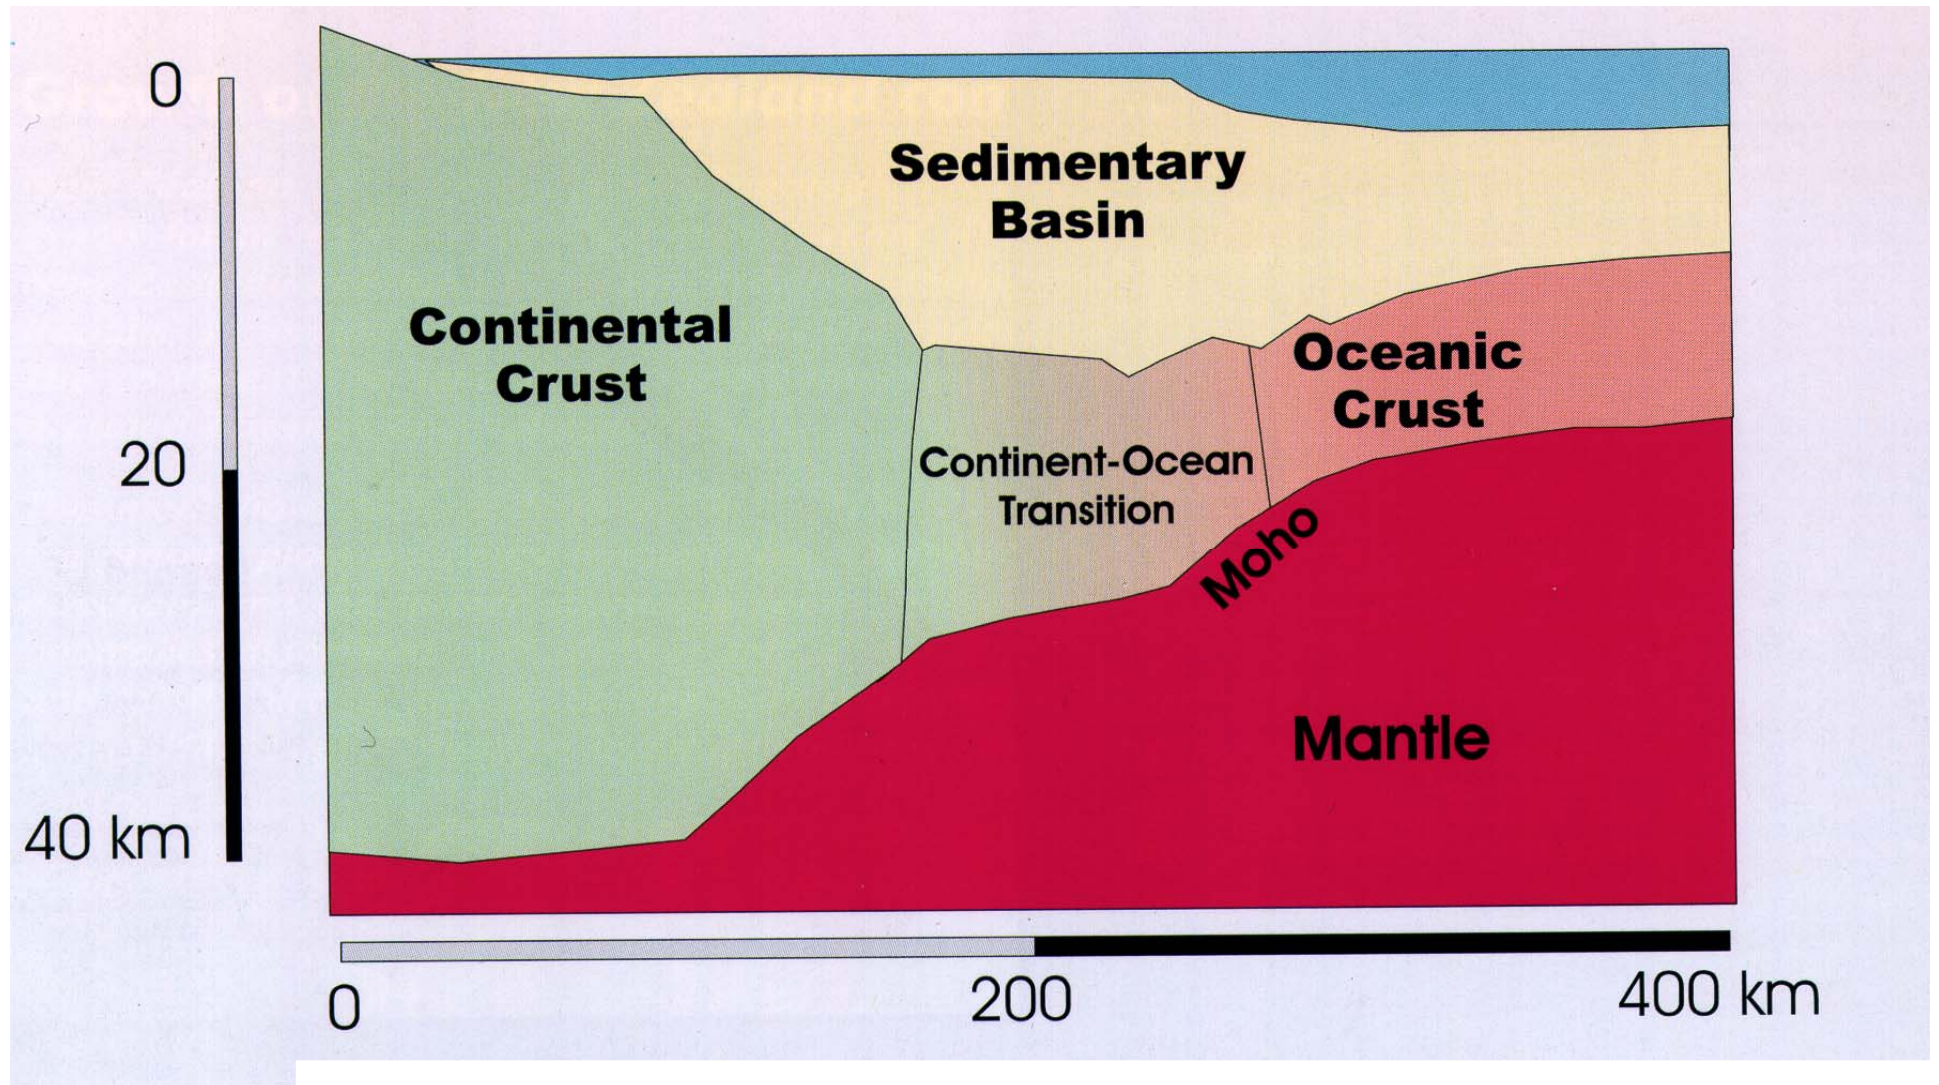 0
20
40 km
Sedimentary
Basin
Continental
Crust
Oceanic
Crust
Continent-Ocean
Transition
Moho
Mantle
0
200
400 km